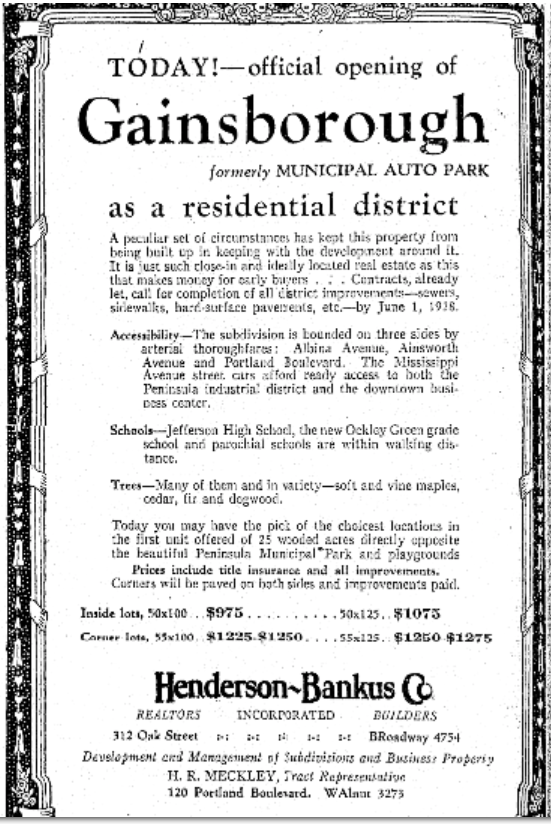 TODAY!—official opening of
Gainsborough
formerly MUNICIPAL AUTO PARK
as a residential district
A peculiar set of circumstances has kept this property from
being built up in keeping with the development around it.
It is just such close-in and ideally located real estate as this
that makes money for early buyers . . . Contracts, already
let, call for completion of all district improvements—sewers,
sidewalks, hard-surface pavements, etc.—by June 1, 1928.
Accessibility—The subdivision is bounded on three sides by
arterial thoroughfares: Albina Avenue, Ainsworth
Avenue and Portland Boulevard. The Mississippi
Avenue street cars afford ready access to both the
Peninsula industrial district and the downtown busi-
ness center.
Schools—Jefferson High School, the new Ockley Green grade
school and parochial schools are within walking dis-
tance.
Trees—Many of them and in variety—soft and vine maples,
cedar, fir and dogwood.
Today you may have the pick of the choicest locations in
the first unit offered of 25 wooded acres directly opposite
the beautiful Peninsula Municipal Park and playgrounds
Prices include title insurance and all improvements.
Corners will be paved on both sides and improvements paid.
Inside lots, 50x100 . . $975 . . . . . . . . . . 50x125 . . $1075
Corner lots, 55x100 . . $1225-$1250 . . . . 55x125 . . $1250-$1275
Henderson~Bankus Co
REALTORS INCORPORATED BUILDERS
312 Oak Street BRoadway 4754
Development and Management of Subdivisions and Business Property
H. R. MECKLEY, Tract Representative
120 Portland Boulevard. WAlnut 3273